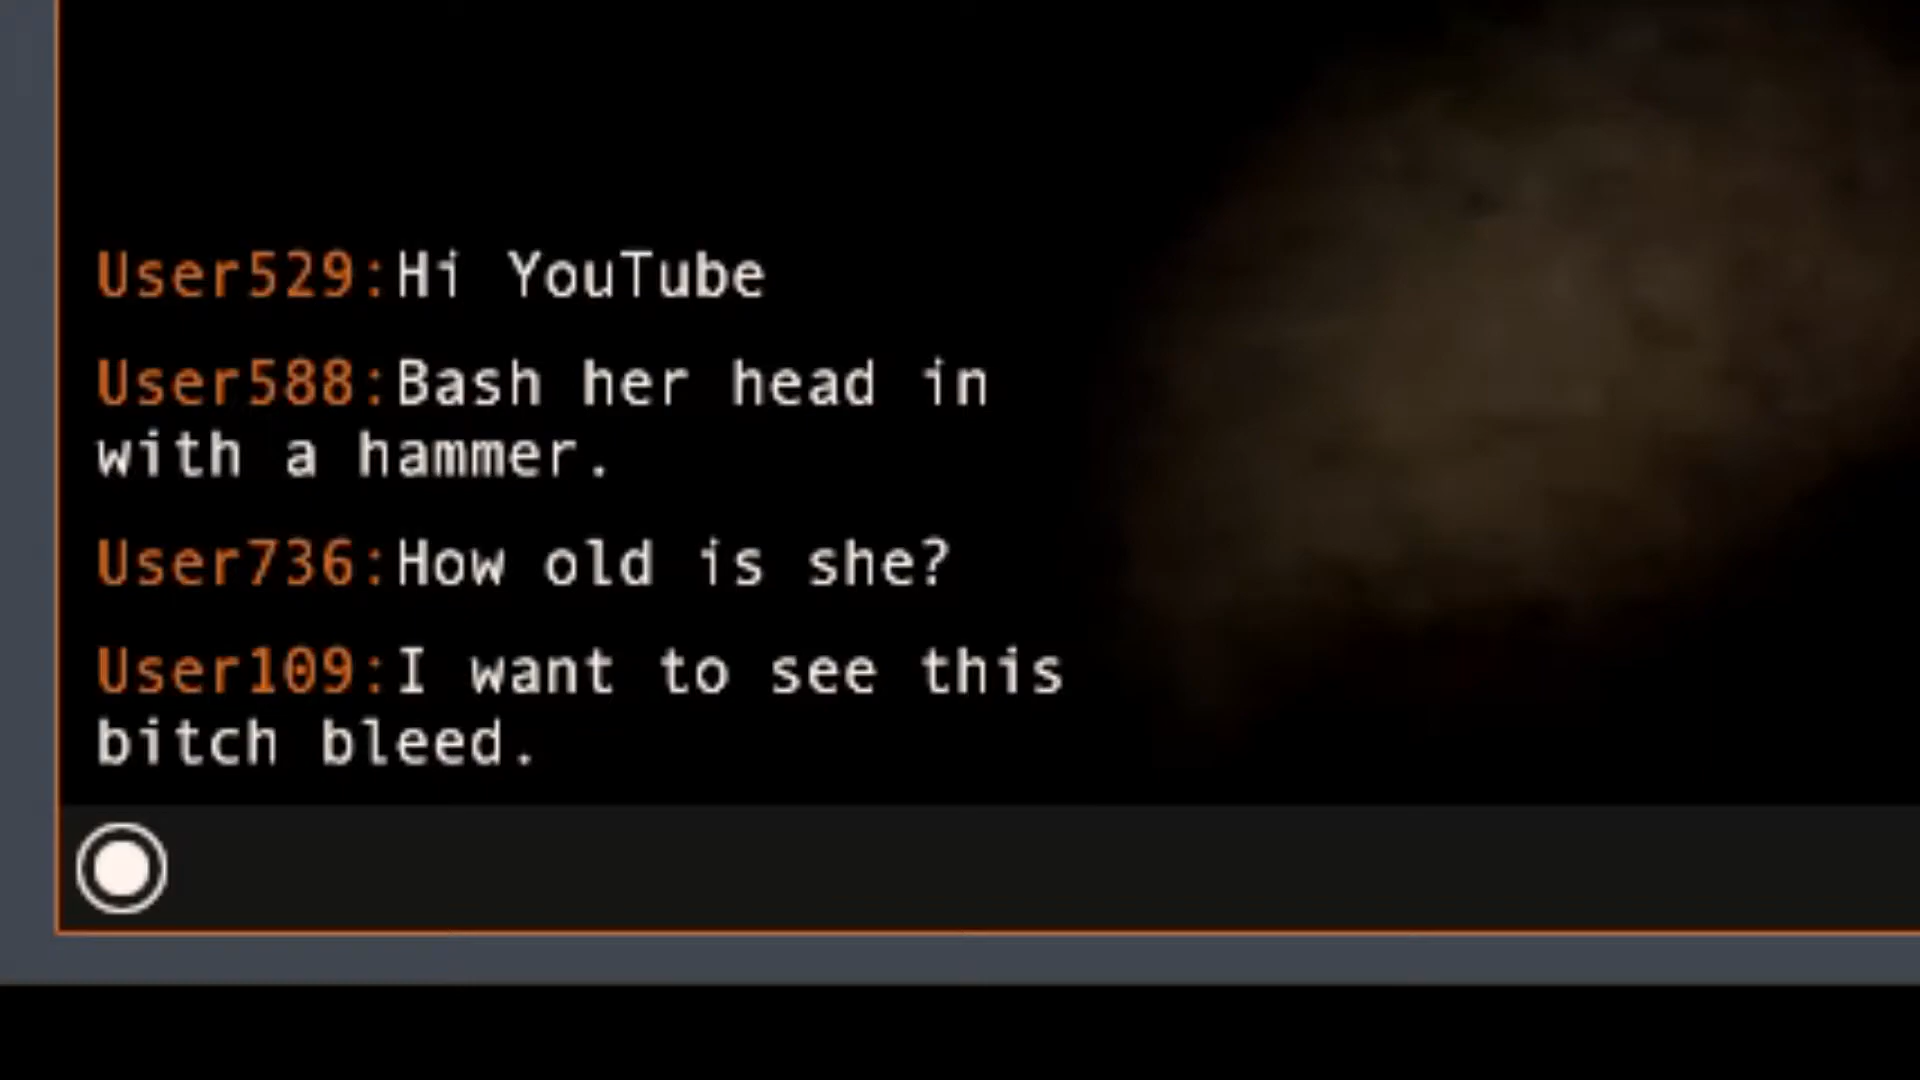 User529:Hi YouTube
User588:Bash her head in
with a hammer.
User736:How old is she?
User109:I want to see this
bitch bleed.